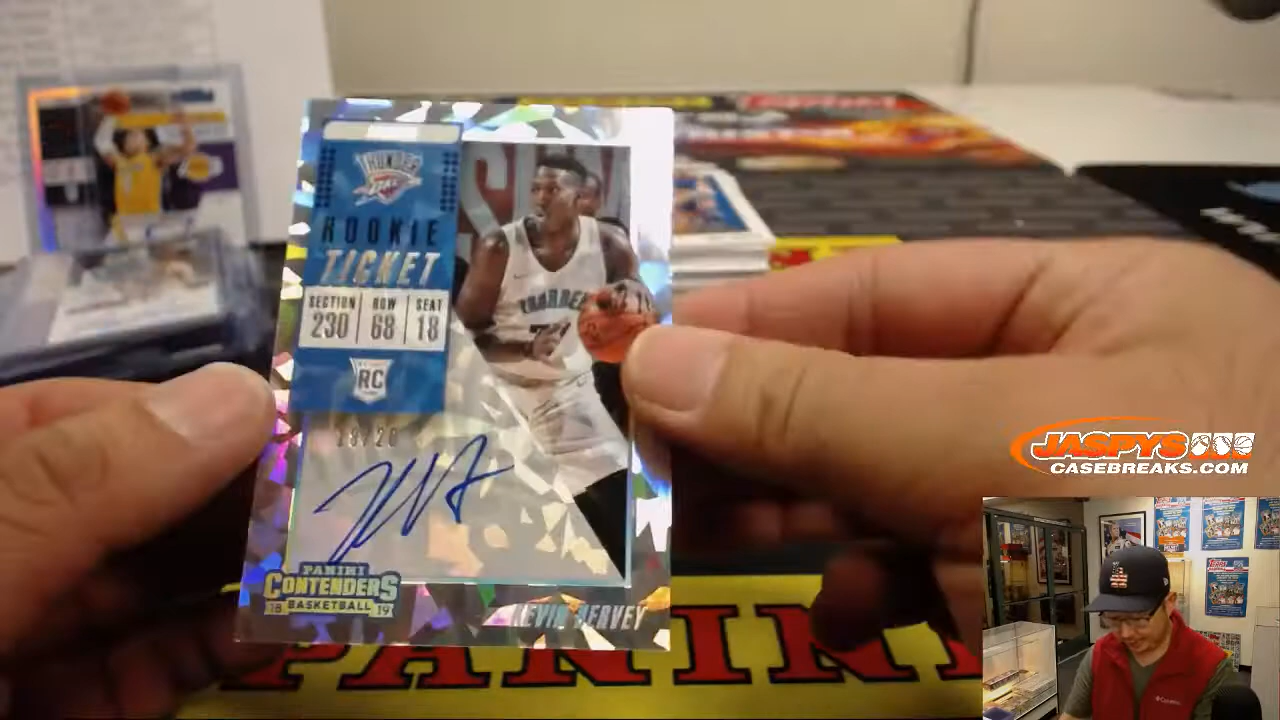 THUNDER
ROOKIE
TICKET
SECTION ROW SEAT
230 68 18
RC
THUNDER
PANINI
CONTENDERS
18 BASKETBALL 19
KEVIN HERVEY
PANINI
JASPYS
CASEBREAKS.COM